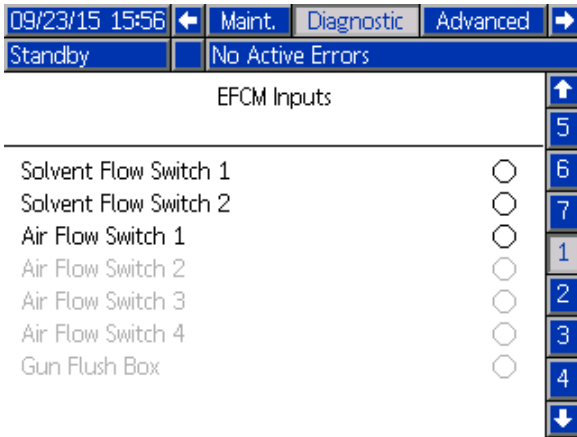 09/23/15 15:56 Maint. Diagnostic Advanced
Standby No Active Errors
EFCM Inputs
5
Solvent Flow Switch 1 6
Solvent Flow Switch 2 7
Air Flow Switch 1 1
Air Flow Switch 2
Air Flow Switch 3 2
Air Flow Switch 4 3
Gun Flush Box 4